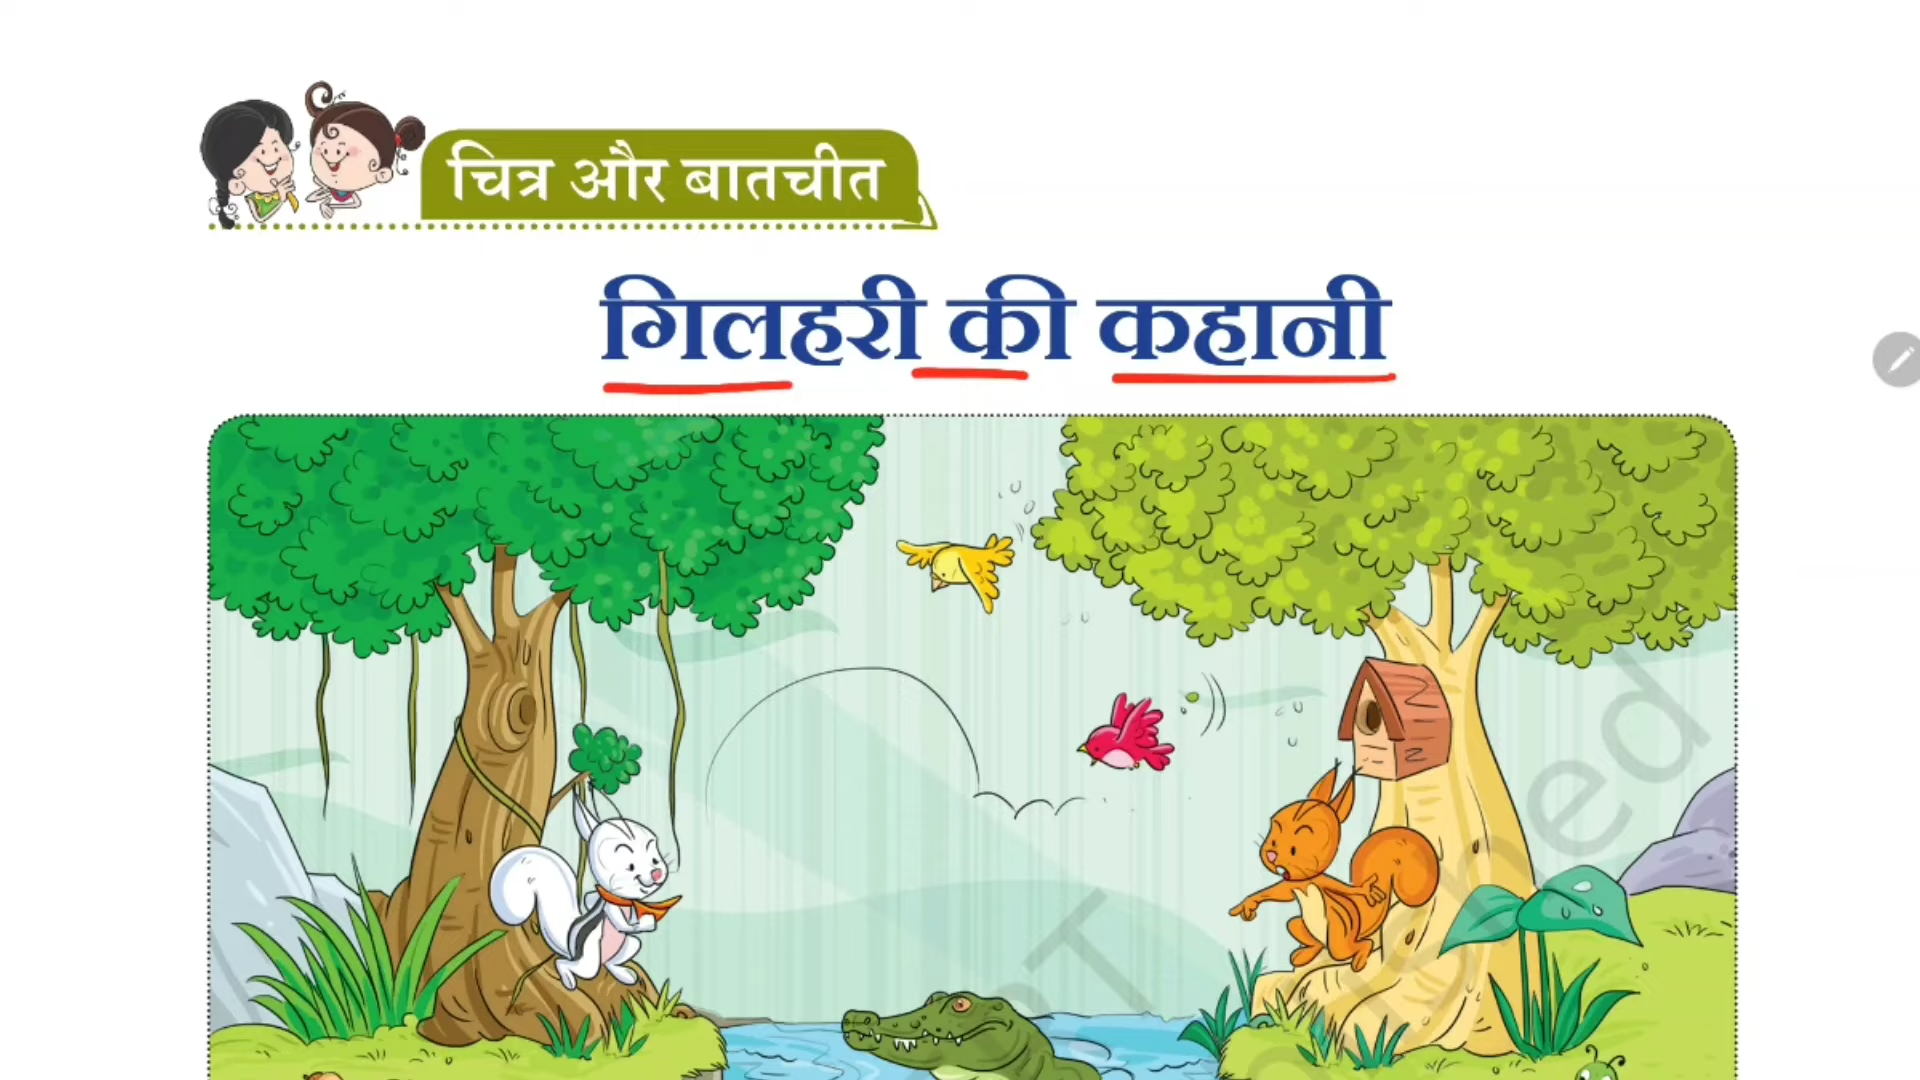 चित्र और बातचीत
गिलहरी की कहानी